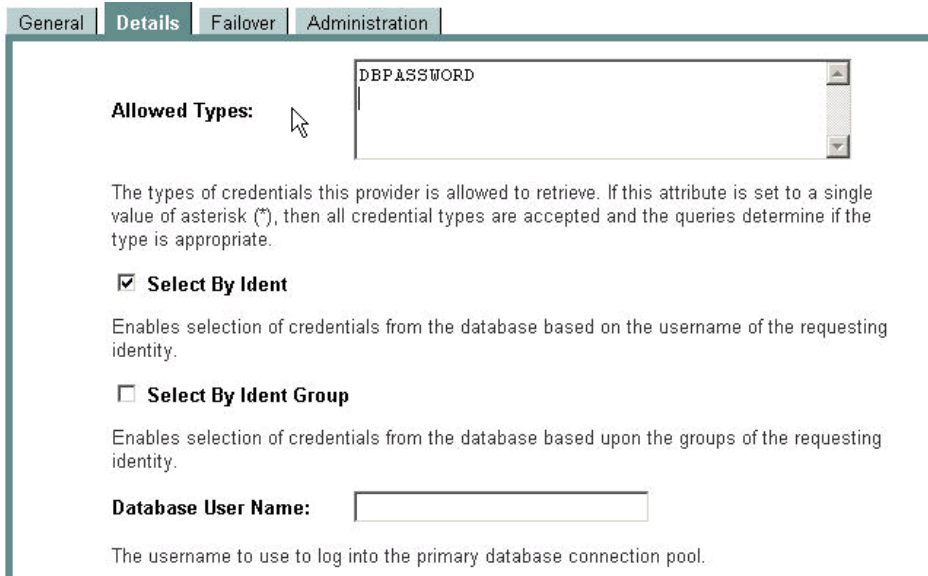 General Details Failover Administration
DBPASSWORD
Allowed Types:
The types of credentials this provider is allowed to retrieve. If this attribute is set to a single
value of asterisk (*), then all credential types are accepted and the queries determine if the
type is appropriate.
Select By Ident
Enables selection of credentials from the database based on the username of the requesting
identity.
Select By Ident Group
Enables selection of credentials from the database based upon the groups of the requesting
identity.
Database User Name:
The username to use to log into the primary database connection pool.